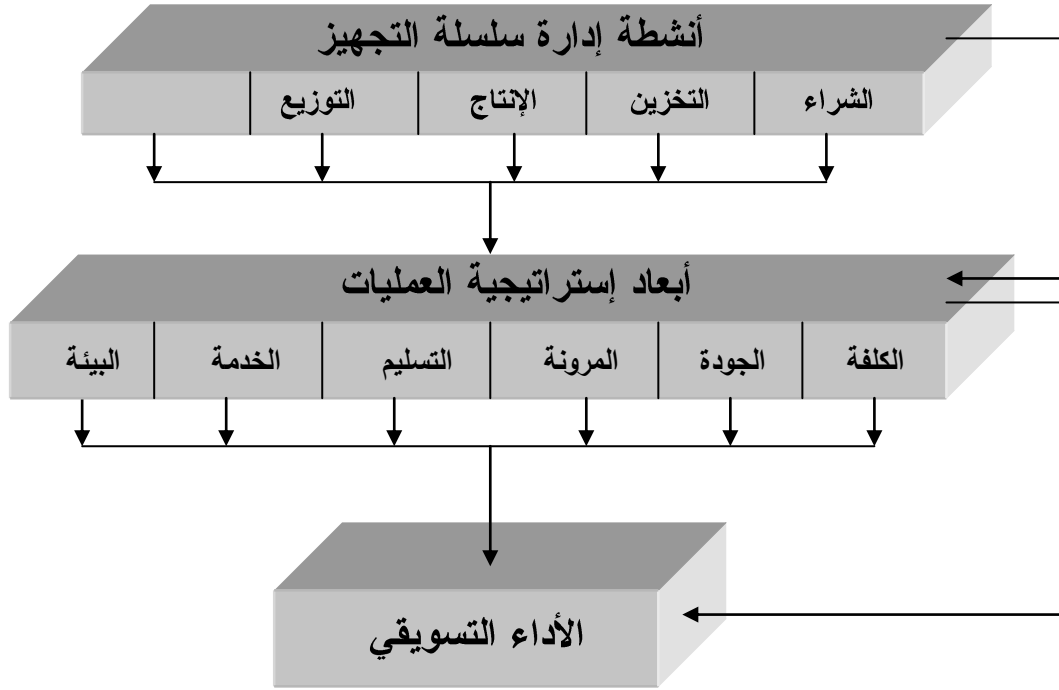 أنشطة إدارة سلسلة التجهيز
الشراء
التخزين
الإنتاج
التوزيع
أبعاد إستراتيجية العمليات
الكلفة
الجودة
المرونة
التسليم
الخدمة
البيئة
الأداء التسويقي